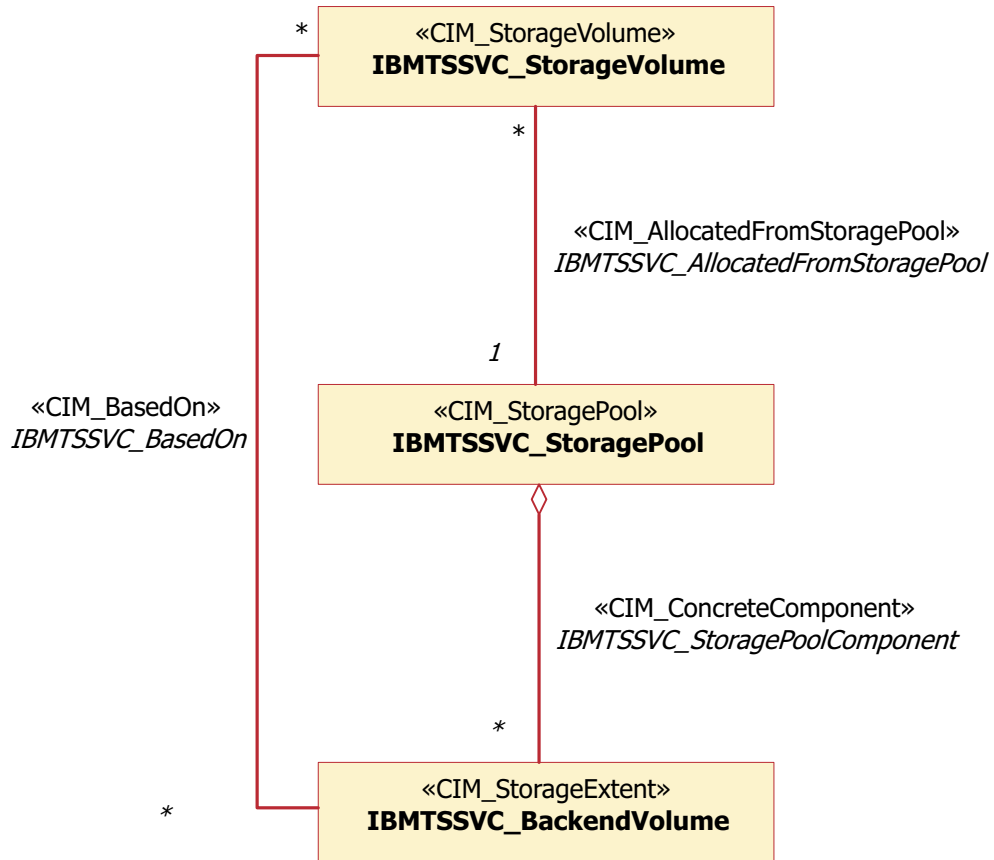 *
«CIM_StorageVolume»
IBMTSSVC_StorageVolume
*
«CIM_AllocatedFromStoragePool»
IBMTSSVC_AllocatedFromStoragePool
1
«CIM_BasedOn»
IBMTSSVC_BasedOn
«CIM_StoragePool»
IBMTSSVC_StoragePool
«CIM_ConcreteComponent»
IBMTSSVC_StoragePoolComponent
*
*
«CIM_StorageExtent»
IBMTSSVC_BackendVolume